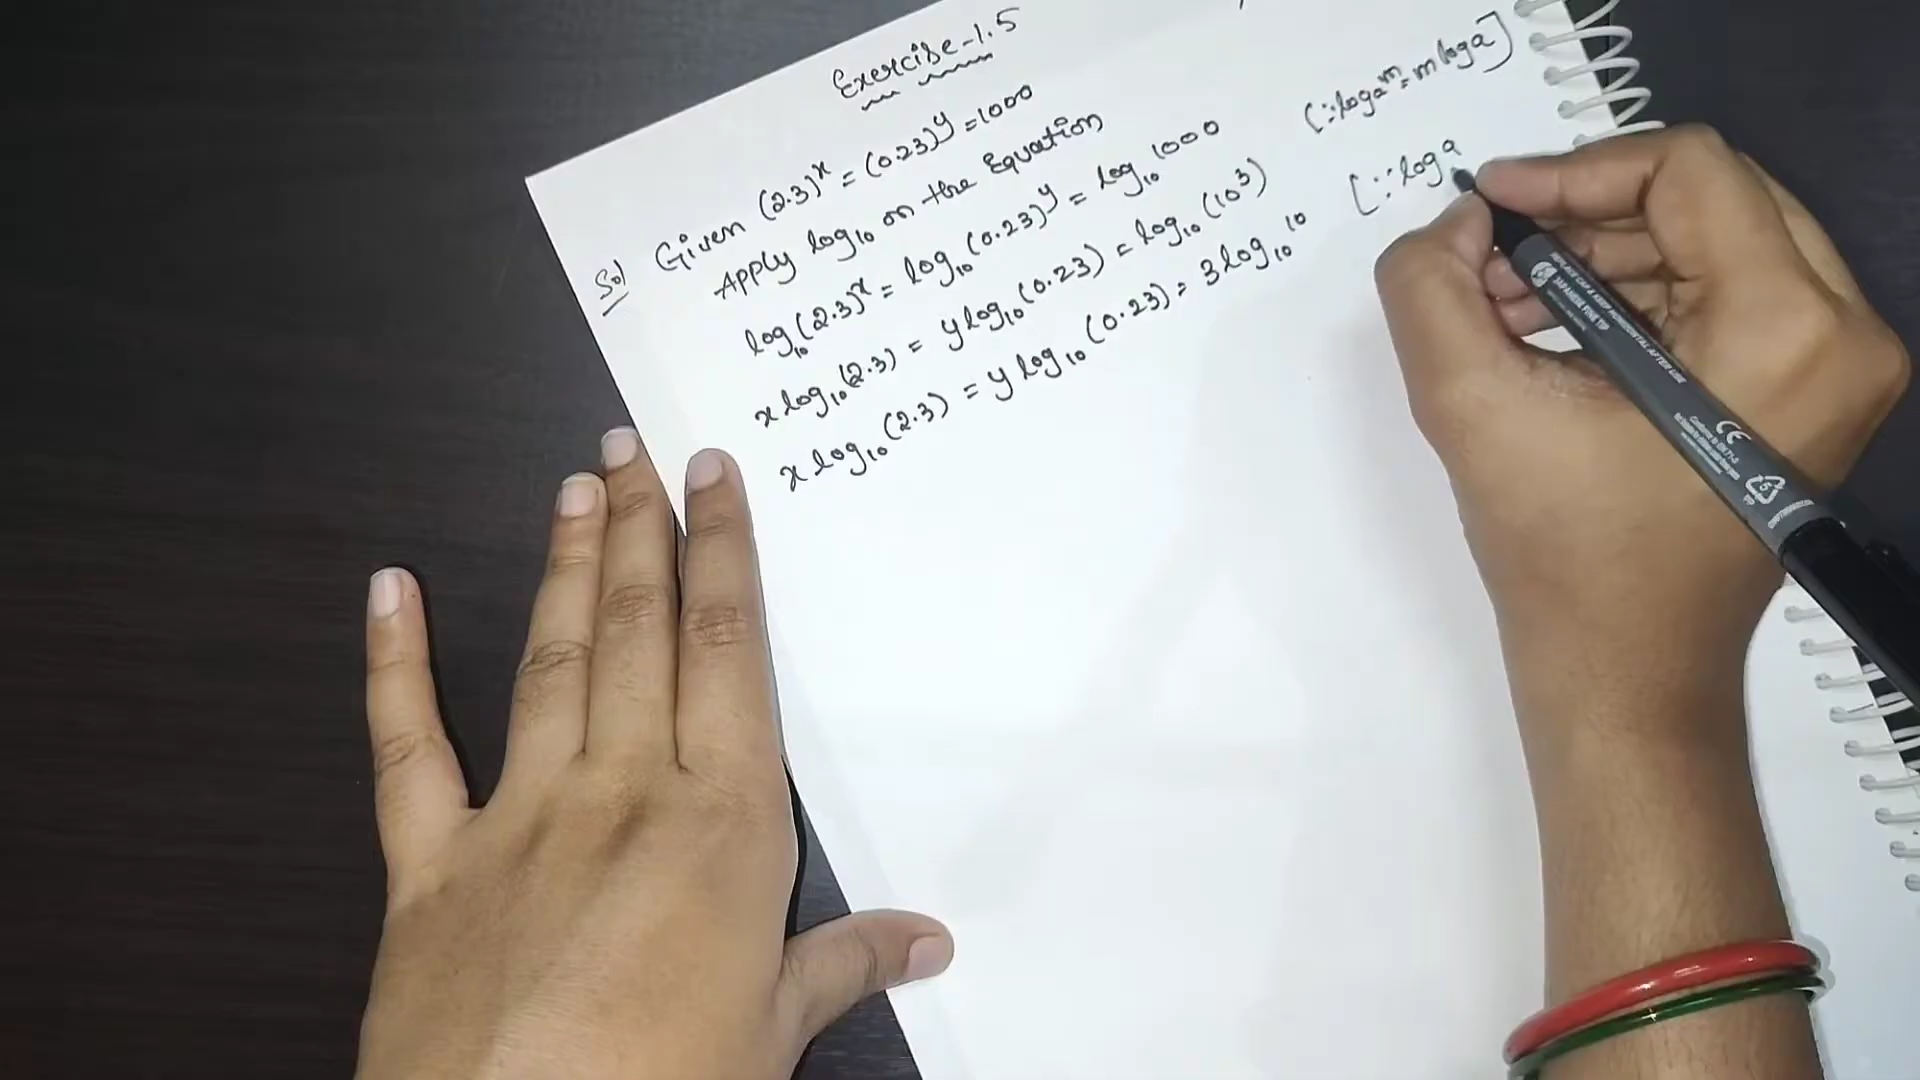 Exercise-1.5
Sol Given (2.3)^x = (0.23)^y = 1000
Apply log₁₀ on the Equation
log₁₀(2.3)^x = log₁₀(0.23)^y = log₁₀ 1000
x log₁₀(2.3) = y log₁₀(0.23) = log₁₀(10³) [∵ log a^m = m log a]
x log₁₀(2.3) = y log₁₀(0.23) = 3 log₁₀ 10 [∵ log a
CE